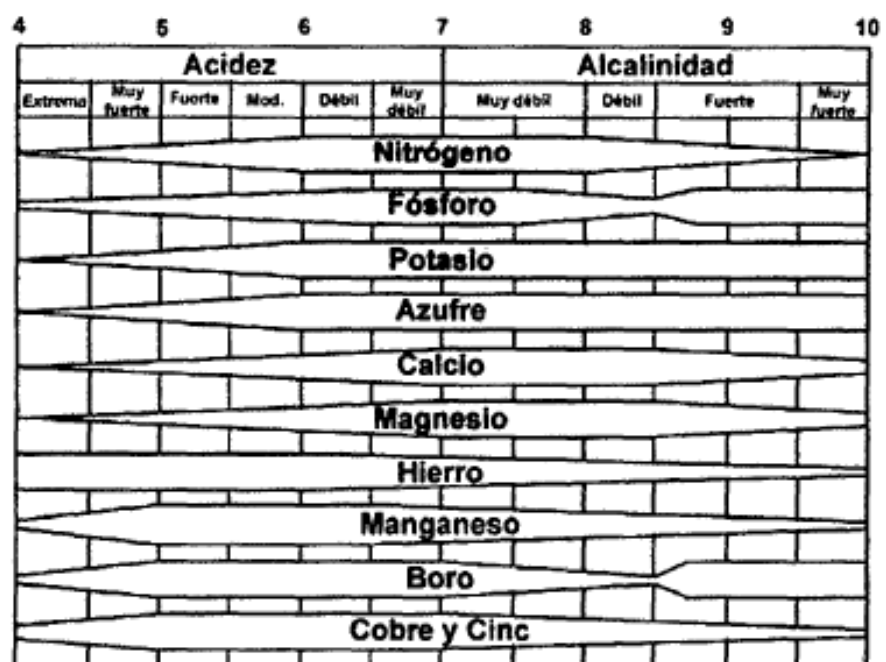 4 5 6 7 8 9 10
Acidez Alcalinidad
Extrema Muy fuerte Fuorte Mod. Débil Muy débil Muy débil Débil Fuerte Muy fuerte
Nitrógeno
Fósforo
Potasio
Azufre
Calcio
Magnesio
Hierro
Manganeso
Boro
Cobre y Cinc